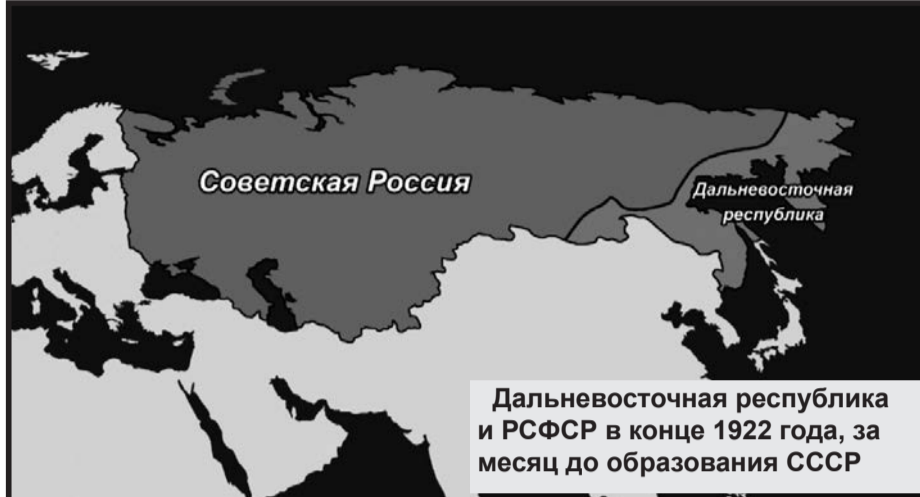 Советская Россия
Дальневосточная
республика
Дальневосточная республика
и РСФСР в конце 1922 года, за
месяц до образования СССР